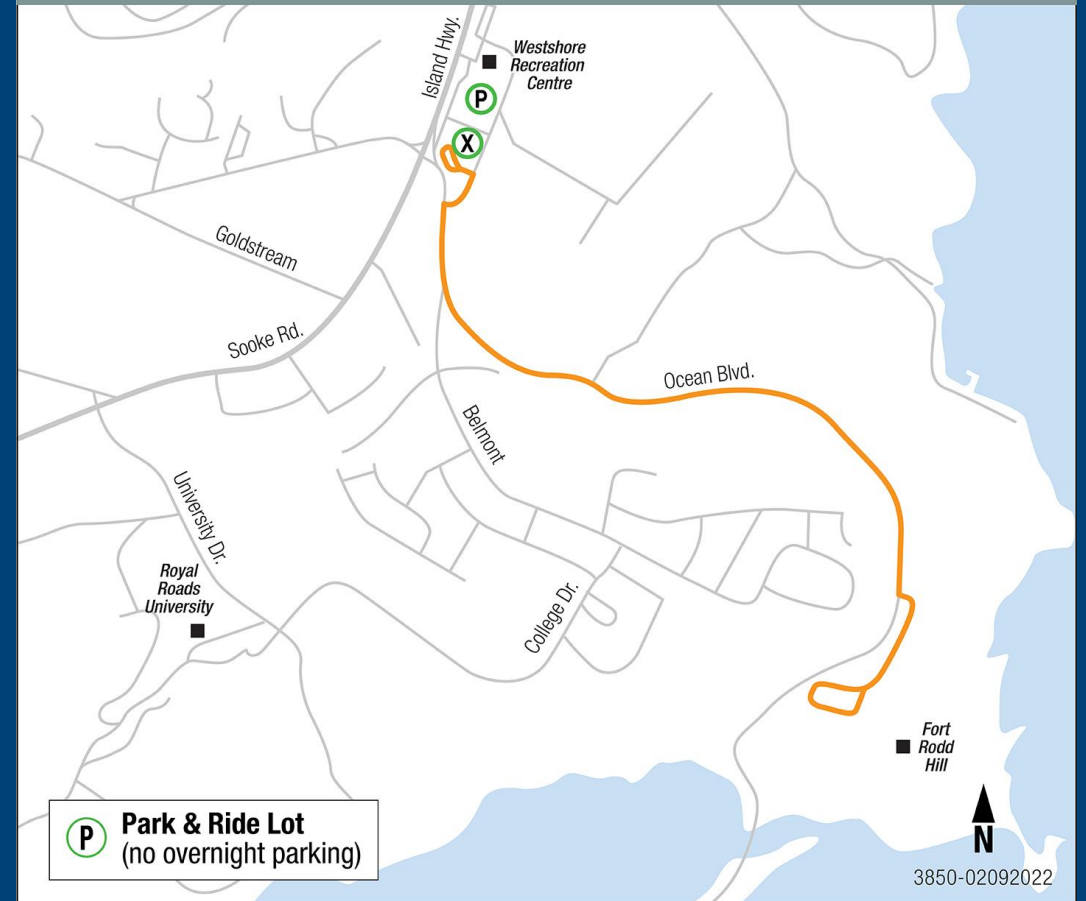 Island Hwy.
Westshore
Recreation
Centre
P
X
Goldstream
Sooke Rd.
Ocean Blvd.
Belmont
University Dr.
Royal
Roads
University
College Dr.
Fort
Rodd
Hill
P
Park & Ride Lot
(no overnight parking)
N
3850-02092022